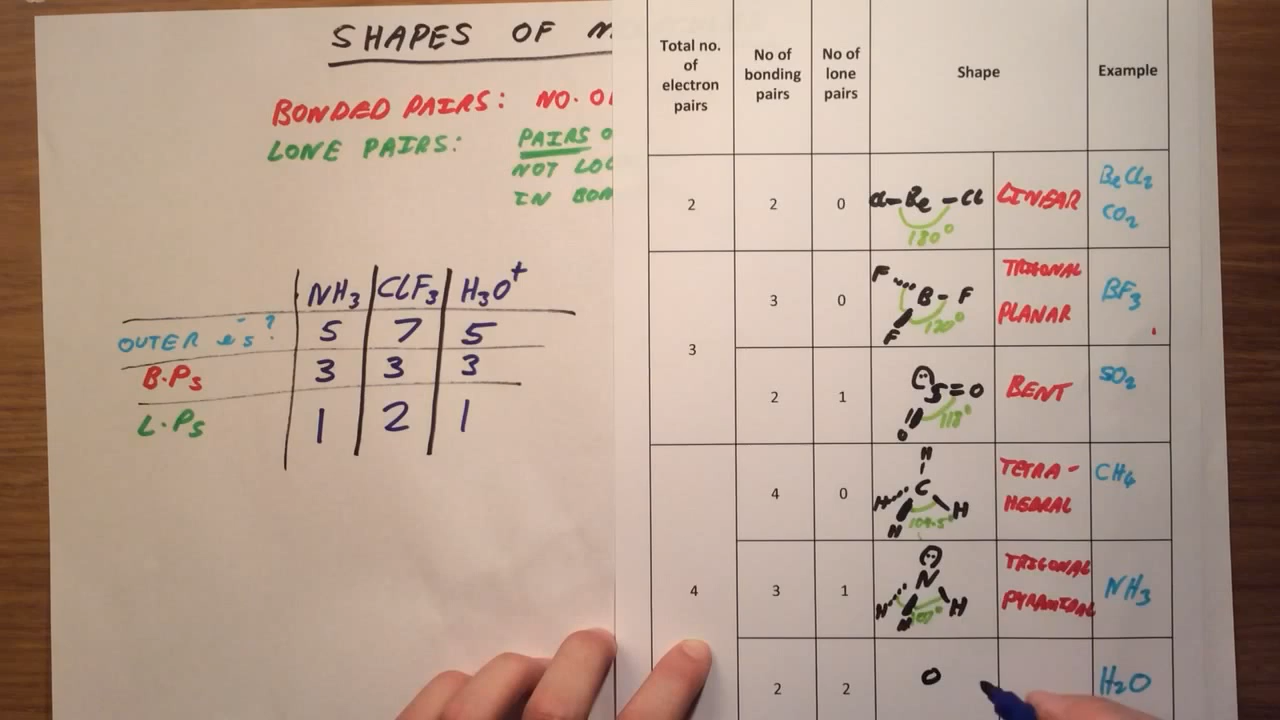 SHAPES OF
BONDED PAIRS: NO. O
LONE PAIRS: PAIRS O
NOT LOC
IN BON
NH3 ClF3 H3O+
OUTER e-s? 5 7 5
B.Ps 3 3 3
L.Ps 1 2 1
Total no. of electron pairs
No of bonding pairs
No of lone pairs
Shape
Example
2 2 0 Cl-Be-Cl 180° LINEAR BeCl2 CO2
3 3 0 F B-F F 120° TRIGONAL PLANAR BF3
2 1 S=O O 118° BENT SO2
4 4 0 H C H H H 109.5° TETRA-HEDRAL CH4
3 1 N H H H 107° TRIGONAL PYRAMIDAL NH3
2 2 O H2O